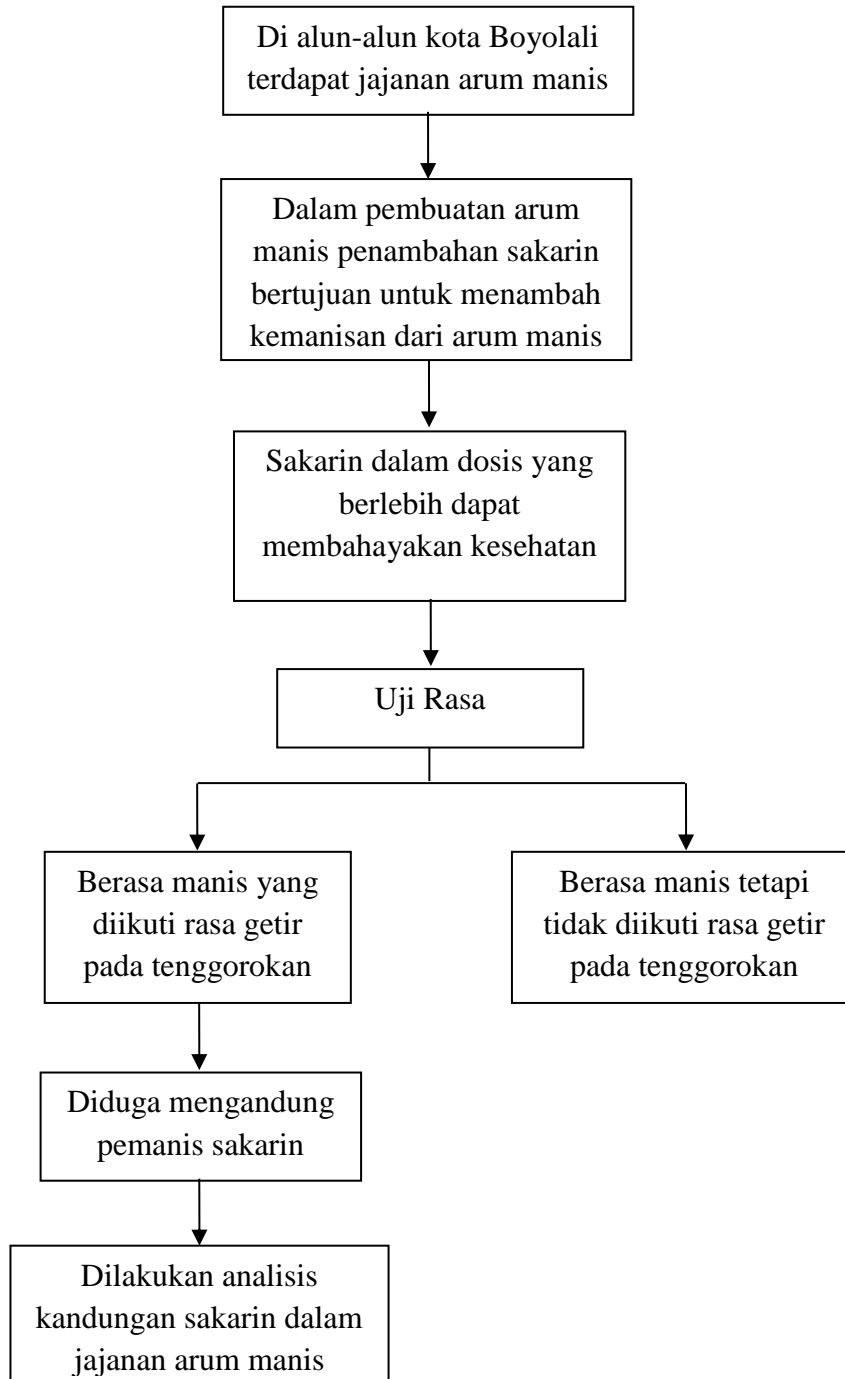 Di alun-alun kota Boyolali
terdapat jajanan arum manis
Dalam pembuatan arum
manis penambahan sakarin
bertujuan untuk menambah
kemanisan dari arum manis
Sakarin dalam dosis yang
berlebih dapat
membahayakan kesehatan
Uji Rasa
Berasa manis yang
diikuti rasa getir
pada tenggorokan
Berasa manis tetapi
tidak diikuti rasa getir
pada tenggorokan
Diduga mengandung
pemanis sakarin
Dilakukan analisis
kandungan sakarin dalam
jajanan arum manis